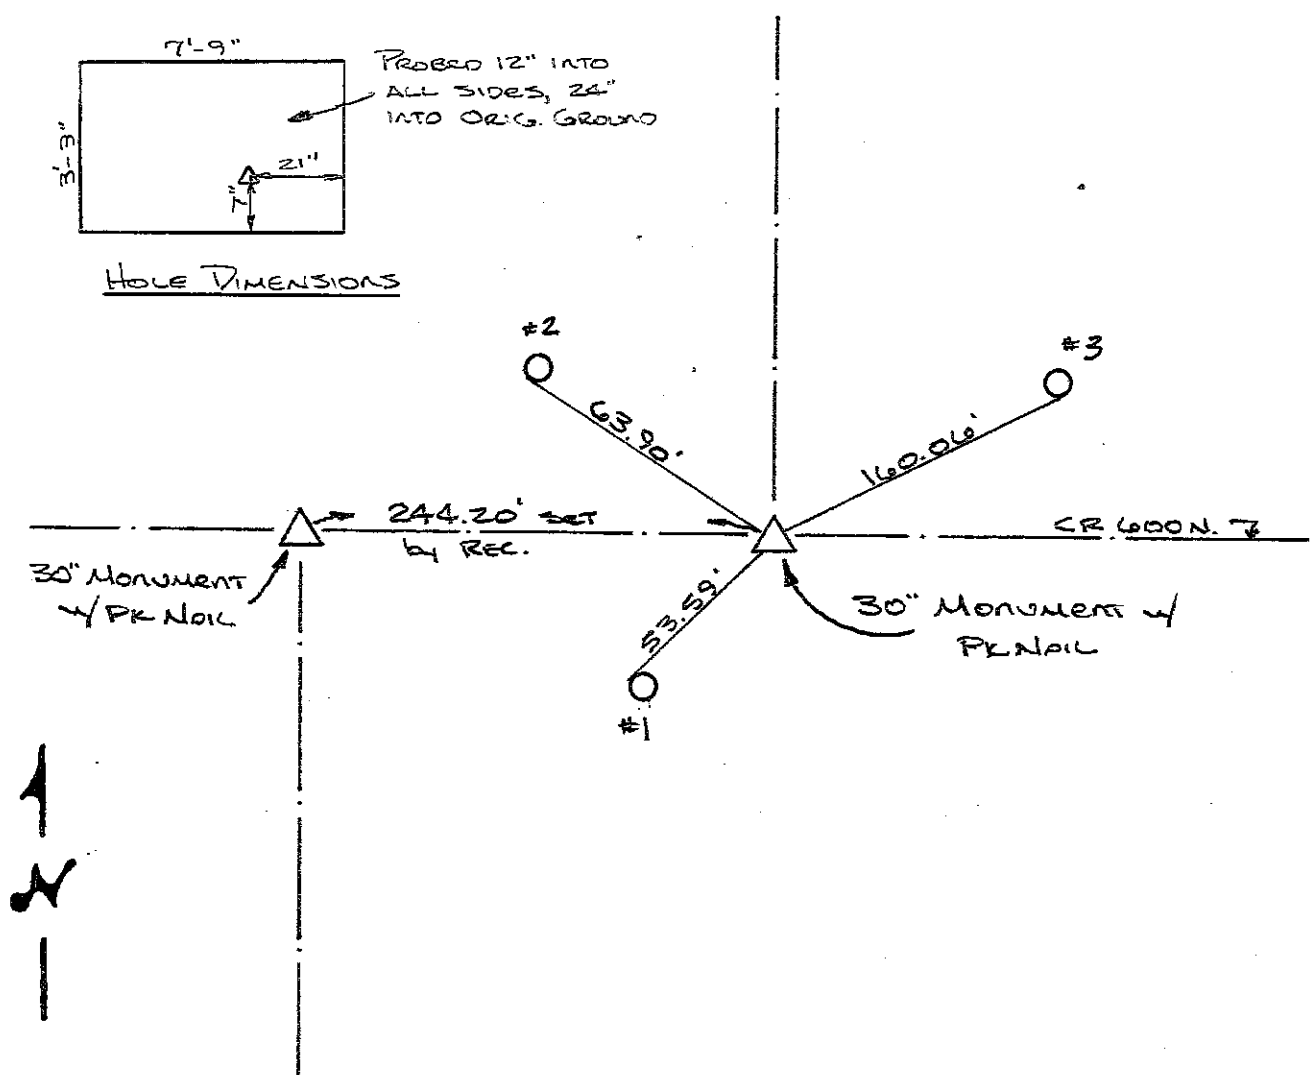 7'-9"
PROBED 12" INTO
ALL SIDES, 24"
INTO ORIG. GROUND
3'-3"
21"
7"
HOLE DIMENSIONS
#2
#3
63.90'
160.06'
244.20' SET
by REC.
CR 600N.
30" MONUMENT
w/ PK NAIL
53.59'
30" MONUMENT w/
PK NAIL
#1
N